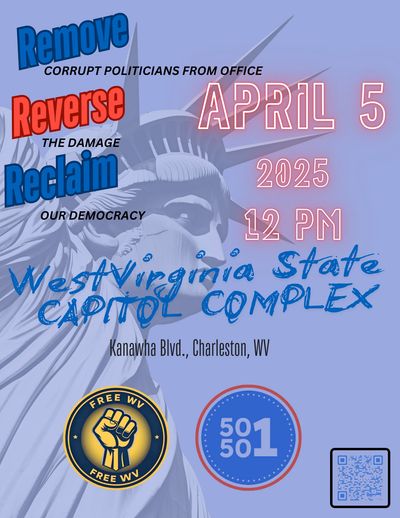 Remove
CORRUPT POLITICIANS FROM OFFICE
Reverse
THE DAMAGE
Reclaim
OUR DEMOCRACY
APRIL 5
2025
12 PM
WestVirginia State
CAPITOL COMPLEX
Kanawha Blvd., Charleston, WV
FREE WV
FREE WV
50
50
1